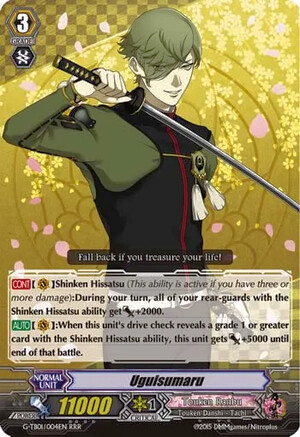 3
GRADE
Fall back if you treasure your life!
CONT [ ]:Shinken Hissatsu (This ability is active if you have three or
more damage):During your turn, all of your rear-guards with the
Shinken Hissatsu ability get +2000.
AUTO [ ]:When this unit's drive check reveals a grade 1 or greater
card with the Shinken Hissatsu ability, this unit gets +5000 until
end of that battle.
NORMAL
UNIT
Uguisumaru
POWER
11000
1
CRITICAL
Touken Ranbu
Touken Danshi - Tachi
G-TB01/004EN RRR
©2015 DMM games/Nitroplus